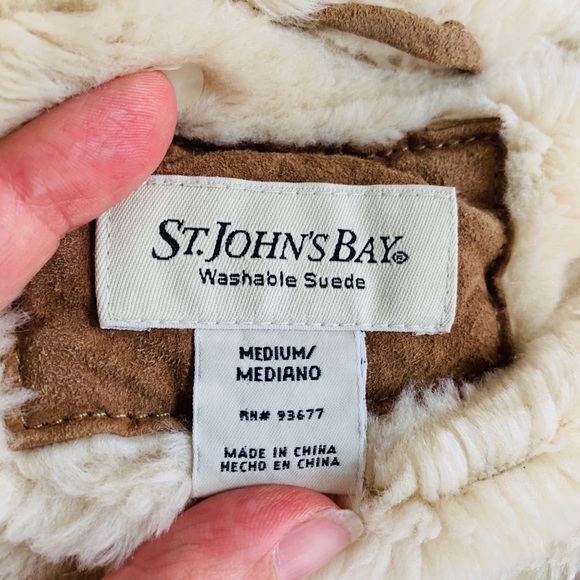 ST. JOHN'S BAY®
Washable Suede
MEDIUM/
MEDIANO
RN# 93677
MADE IN CHINA
HECHO EN CHINA